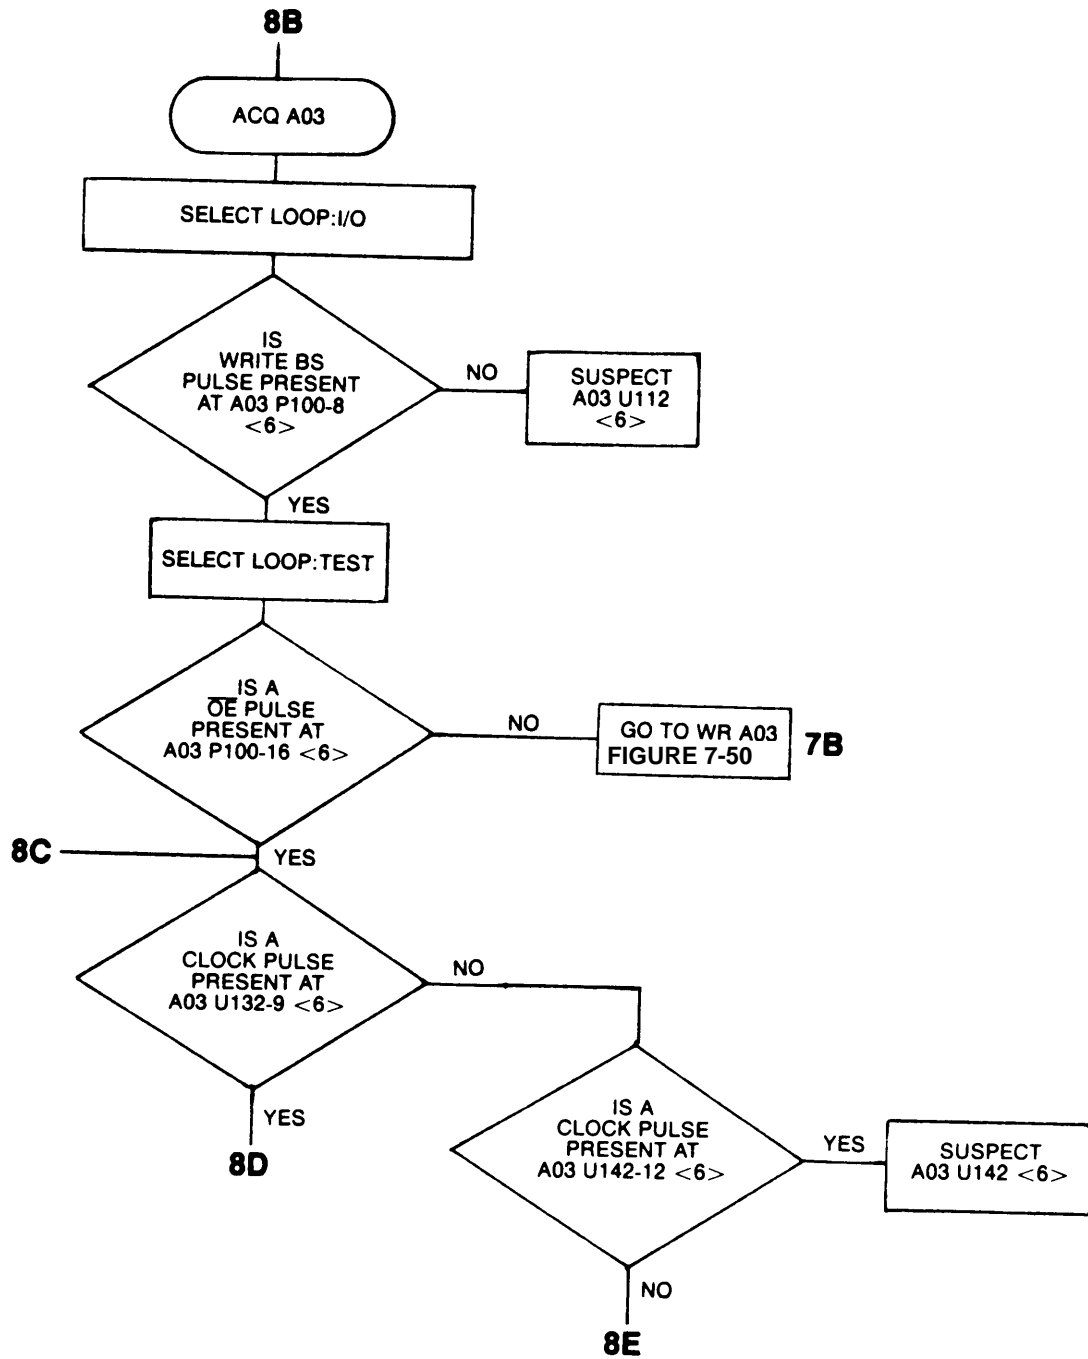 8B
ACQ A03
SELECT LOOP:I/O
IS
WRITE BS
PULSE PRESENT
AT A03 P100-8
<6>
NO
SUSPECT
A03 U112
<6>
YES
SELECT LOOP:TEST
IS A
O̅E̅ PULSE
PRESENT AT
A03 P100-16 <6>
NO
GO TO WR A03
FIGURE 7-50
7B
8C
YES
IS A
CLOCK PULSE
PRESENT AT
A03 U132-9 <6>
NO
YES
8D
IS A
CLOCK PULSE
PRESENT AT
A03 U142-12 <6>
YES
SUSPECT
A03 U142 <6>
NO
8E